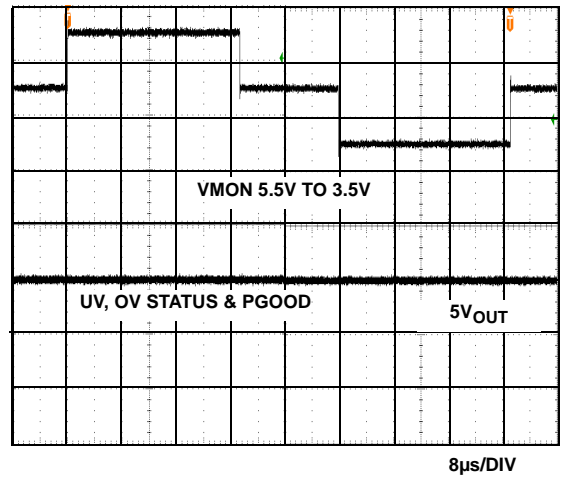 T
T
VMON 5.5V TO 3.5V
UV, OV STATUS & PGOOD
5VOUT
8µs/DIV